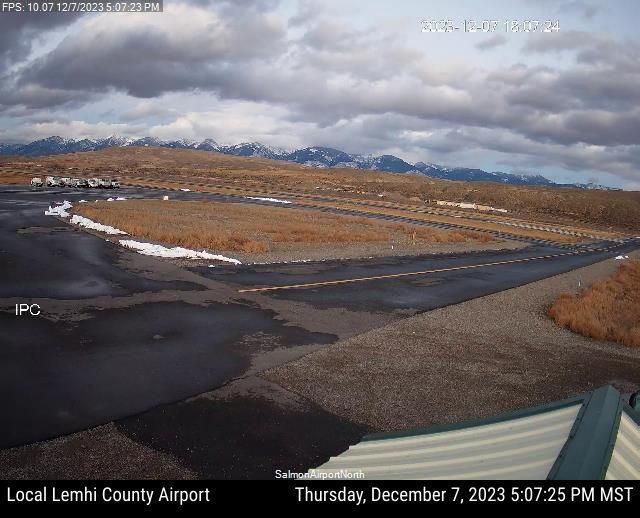 FPS: 10.07 12/7/2023 5:07:23 PM
2023-12-07 18:07:24
IPC
SalmonAirportNorth
Local Lemhi County Airport Thursday, December 7, 2023 5:07:25 PM MST